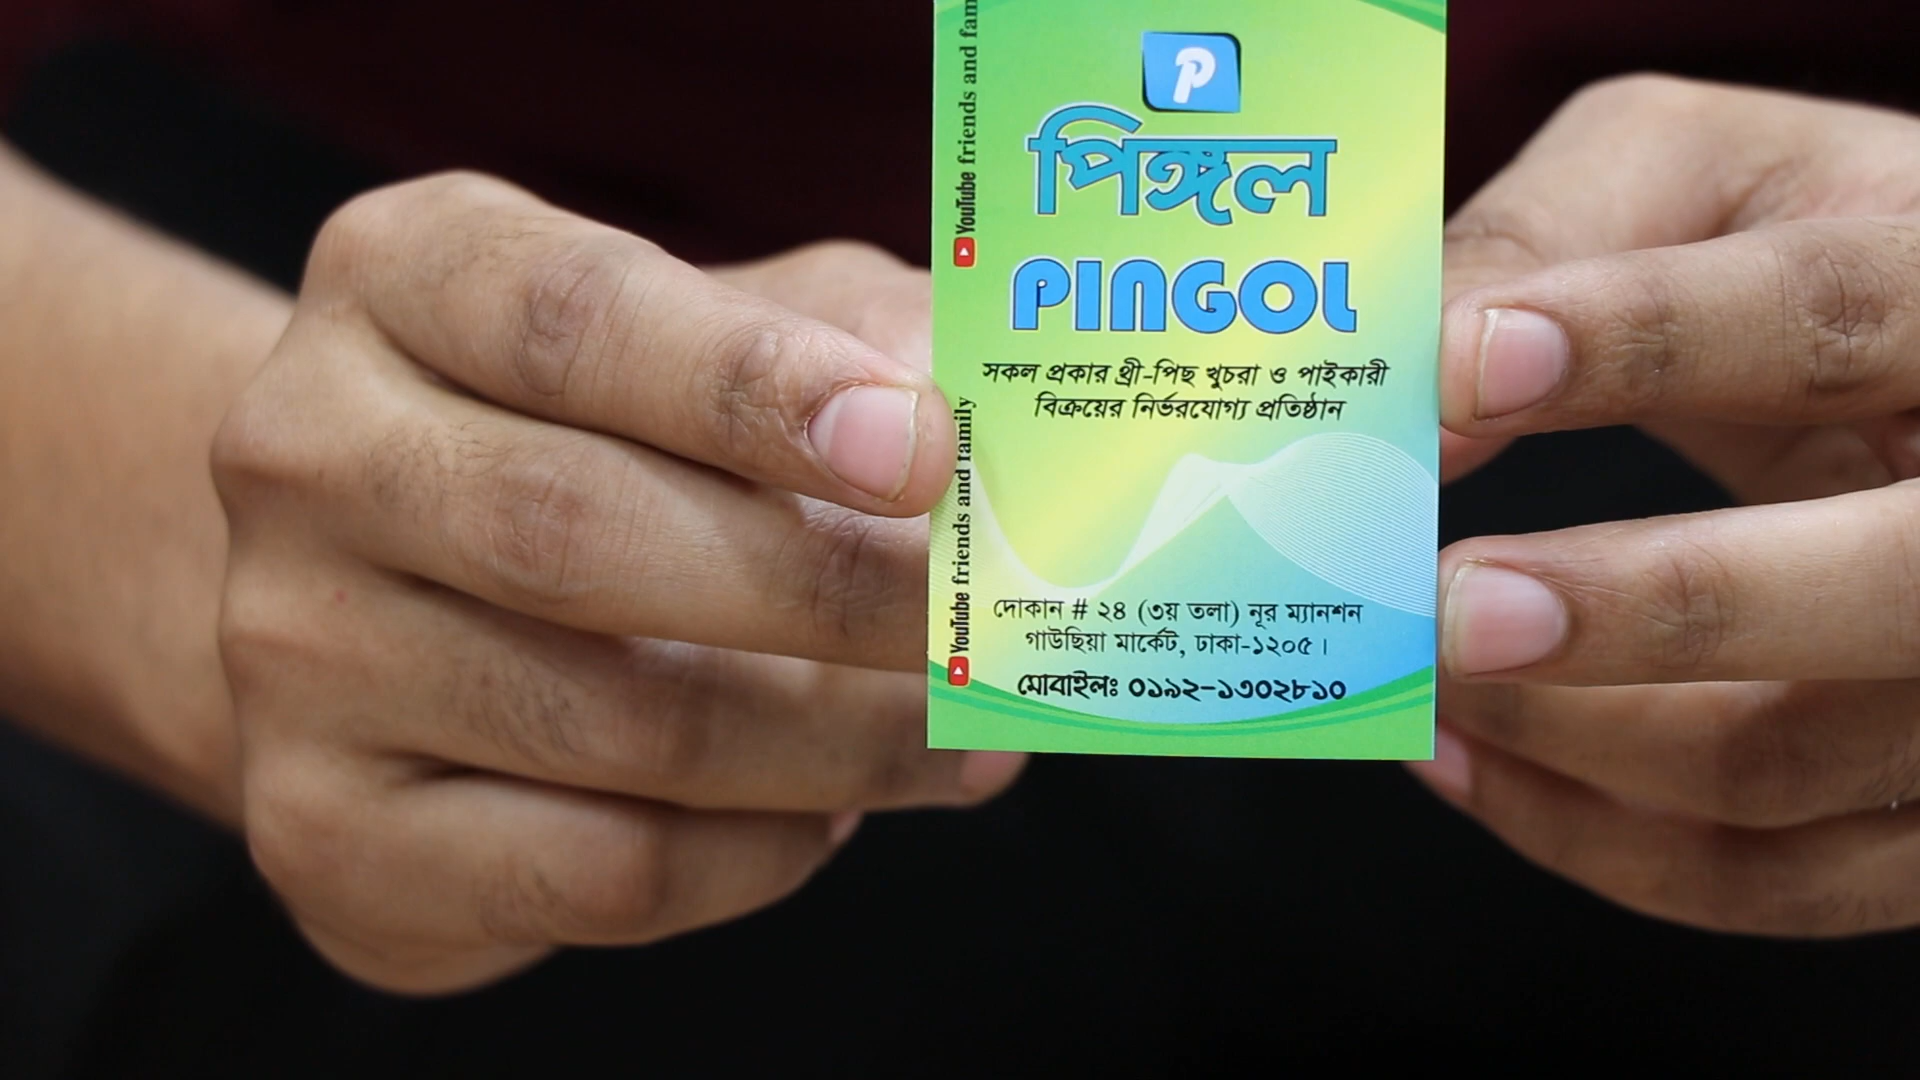 P
পিঙ্গল
PINGOL
সকল প্রকার থ্রী-পিছ খুচরা ও পাইকারী
বিক্রয়ের নির্ভরযোগ্য প্রতিষ্ঠান
দোকান # ২৪ (৩য় তলা) নূর ম্যানশন
গাউছিয়া মার্কেট, ঢাকা-১২০৫।
মোবাইলঃ ০১৯২-১৩০২৮১০
YouTube friends and fam
YouTube friends and family